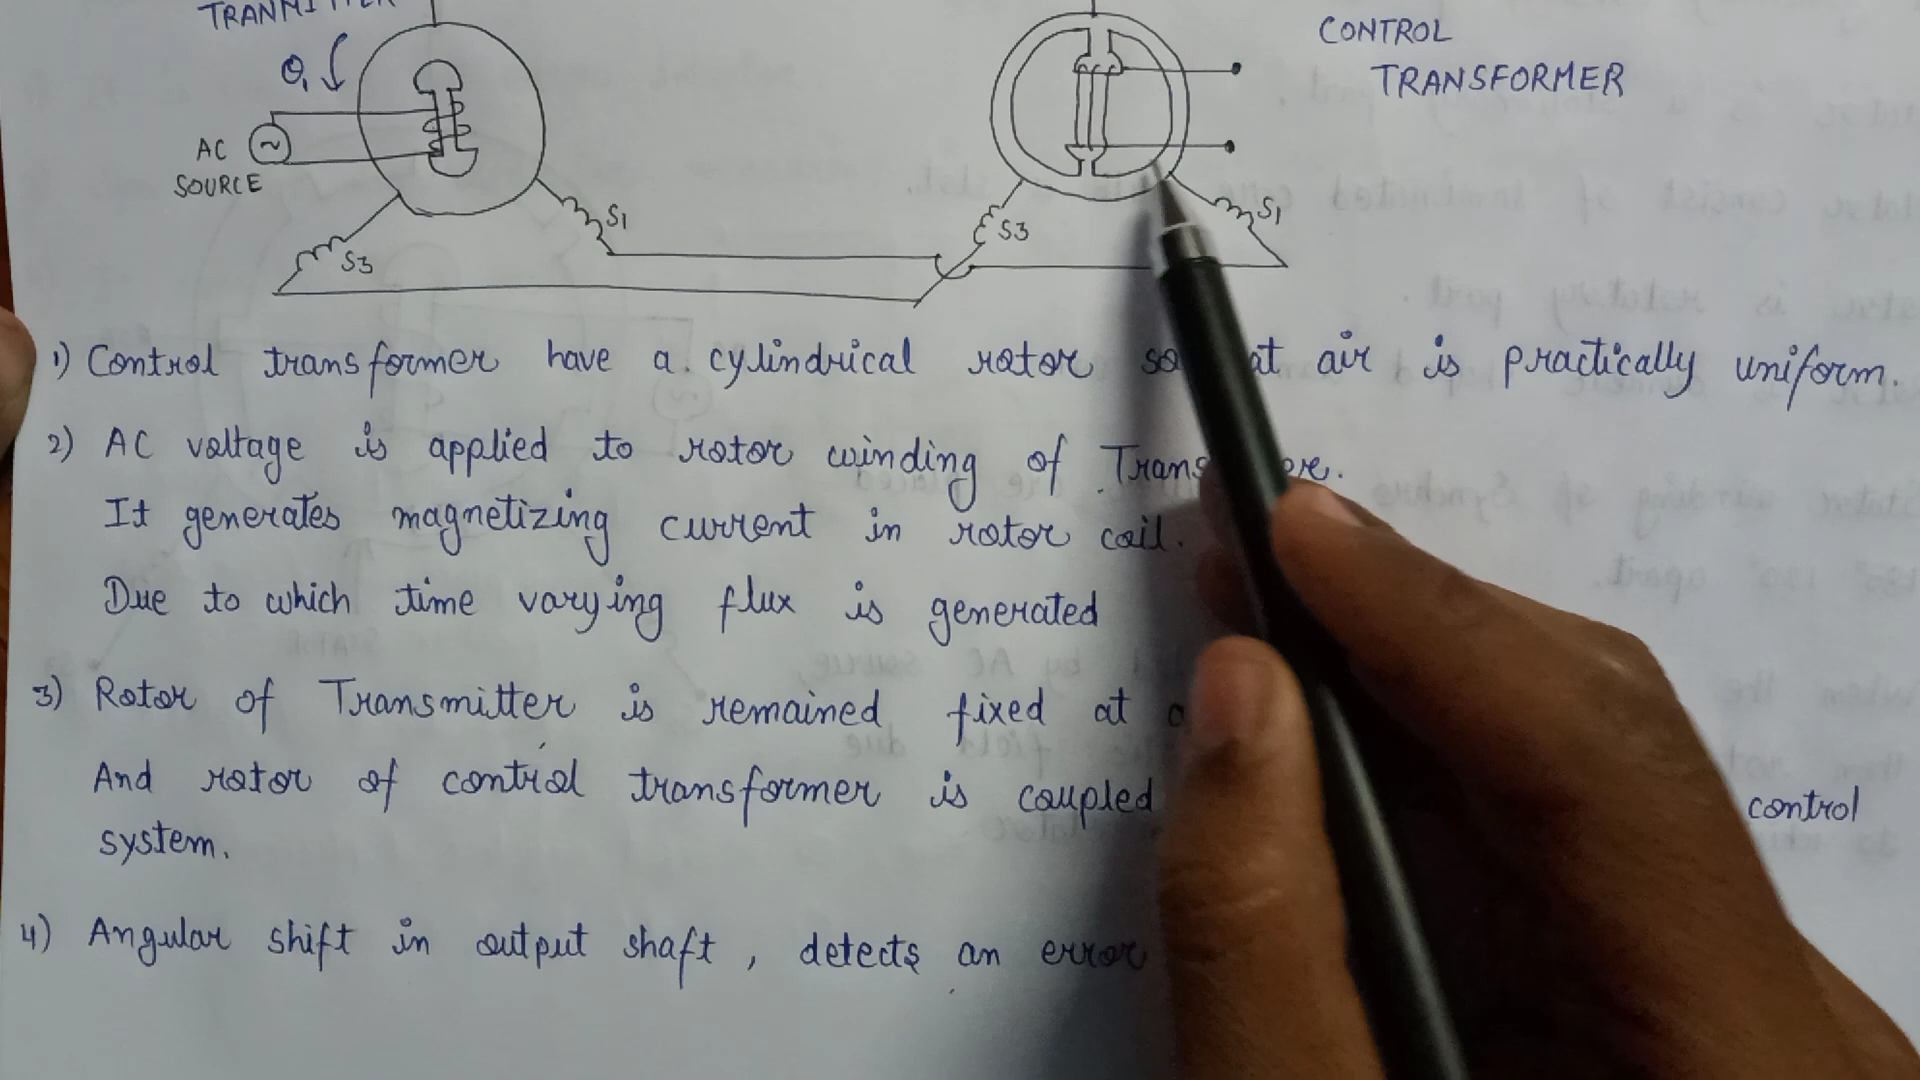 TRANMITTER
CONTROL
TRANSFORMER
θ1
AC
SOURCE
S1
S3
S3
S1
1) Control transformer have a cylindrical rotor so at air is practically uniform.
2) AC voltage is applied to rotor winding of Trans
It generates magnetizing current in rotor coil.
Due to which time varying flux is generated
3) Rotor of Transmitter is remained fixed at
And rotor of control transformer is coupled control
system.
4) Angular shift in output shaft, detects an error